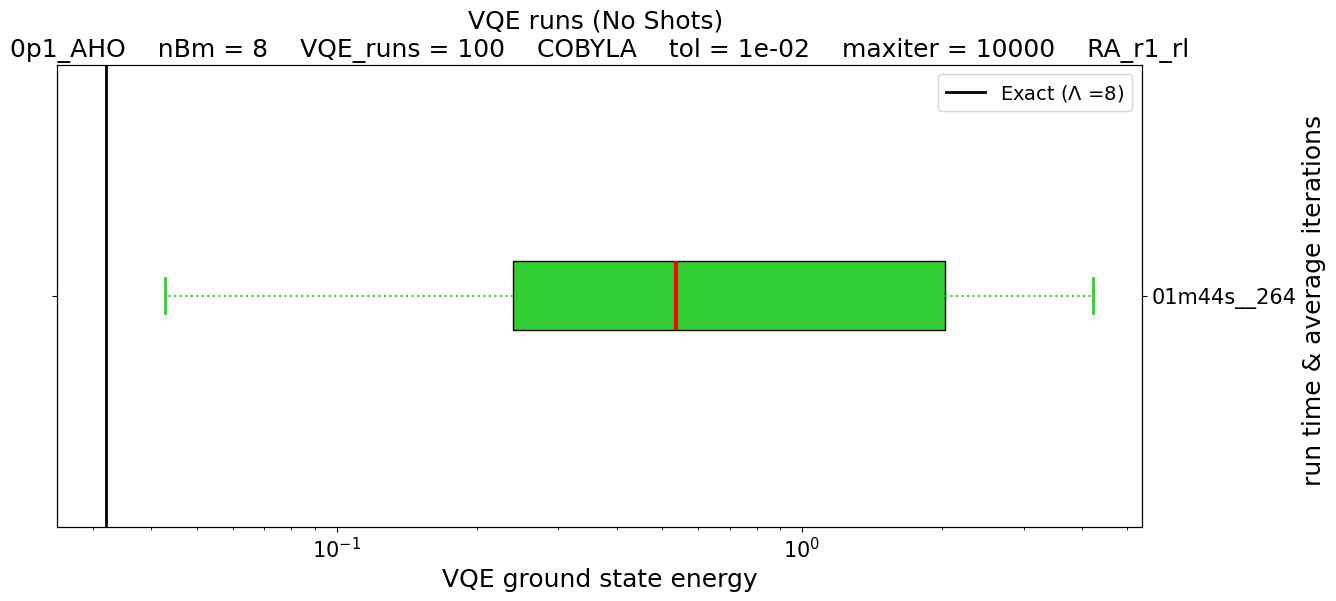 VQE runs (No Shots)
0p1_AHO nBm = 8 VQE_runs = 100 COBYLA tol = 1e-02 maxiter = 10000 RA_r1_rl
Exact (Λ =8)
01m44s__264
run time & average iterations
10⁻¹ 10⁰
VQE ground state energy